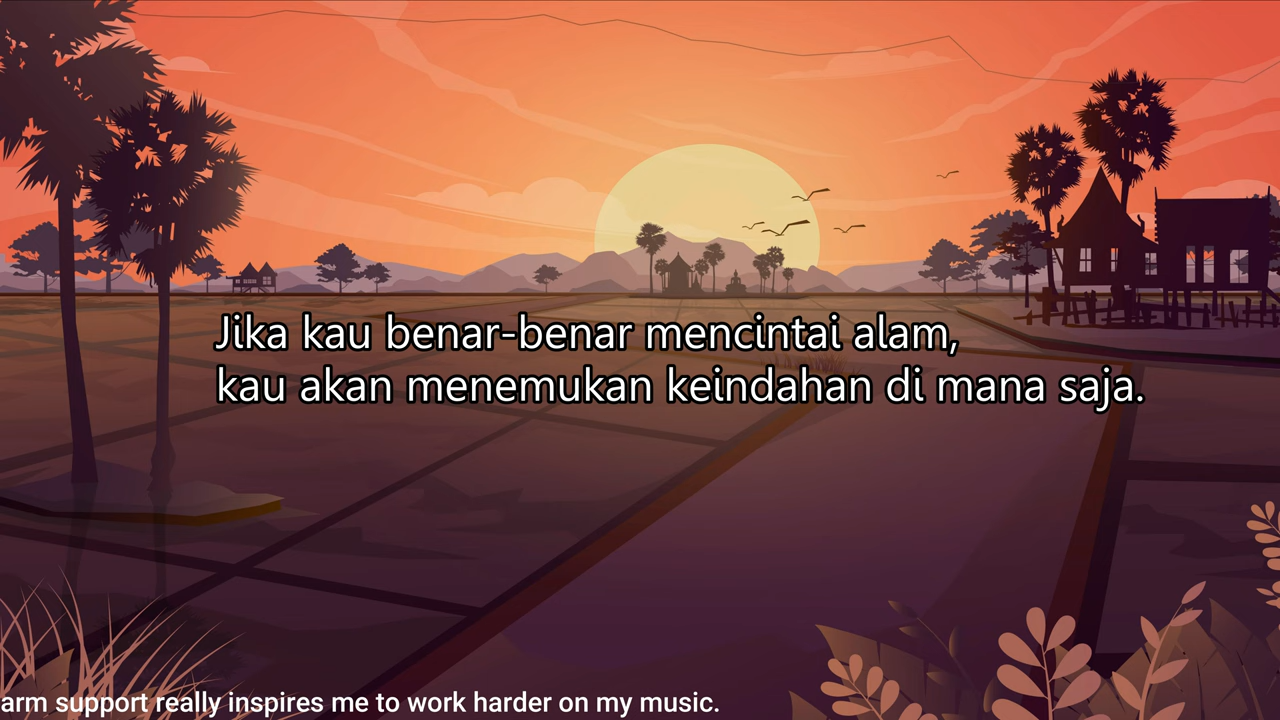 Jika kau benar-benar mencintai alam,
kau akan menemukan keindahan di mana saja.
arm support really inspires me to work harder on my music.